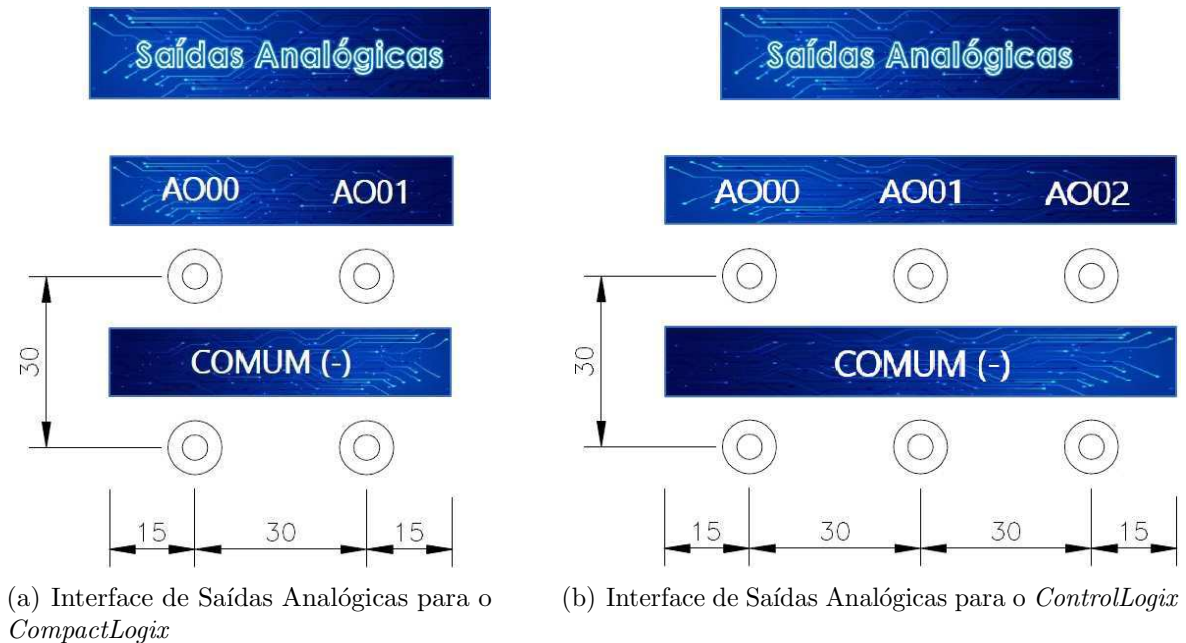 Saídas Analógicas
AO00 AO01
30
COMUM (-)
15 30 15
(a) Interface de Saídas Analógicas para o
CompactLogix
Saídas Analógicas
AO00 AO01 AO02
30
COMUM (-)
15 30 30 15
(b) Interface de Saídas Analógicas para o ControlLogix